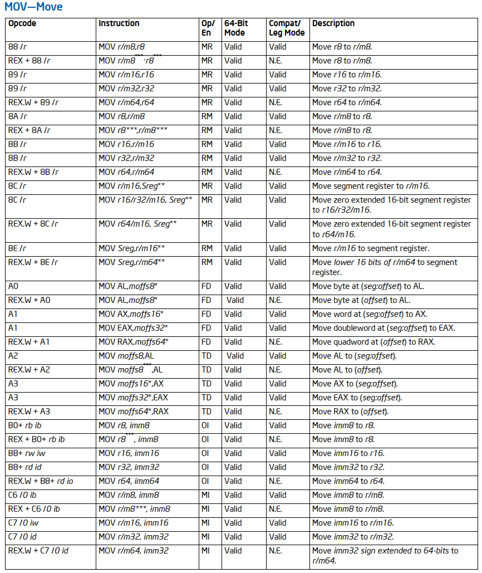 MOV—Move
Opcode Instruction Op/ 64-Bit Compat/ Description
En Mode Leg Mode
88 /r MOV r/m8,r8 MR Valid Valid Move r8 to r/m8.
REX + 88 /r MOV r/m8***,r8*** MR Valid N.E. Move r8 to r/m8.
89 /r MOV r/m16,r16 MR Valid Valid Move r16 to r/m16.
89 /r MOV r/m32,r32 MR Valid Valid Move r32 to r/m32.
REX.W + 89 /r MOV r/m64,r64 MR Valid N.E. Move r64 to r/m64.
8A /r MOV r8,r/m8 RM Valid Valid Move r/m8 to r8.
REX + 8A /r MOV r8***,r/m8*** RM Valid N.E. Move r/m8 to r8.
8B /r MOV r16,r/m16 RM Valid Valid Move r/m16 to r16.
8B /r MOV r32,r/m32 RM Valid Valid Move r/m32 to r32.
REX.W + 8B /r MOV r64,r/m64 RM Valid N.E. Move r/m64 to r64.
8C /r MOV r/m16,Sreg** MR Valid Valid Move segment register to r/m16.
8C /r MOV r16/r32/m16, Sreg** MR Valid Valid Move zero extended 16-bit segment register
to r16/r32/m16.
REX.W + 8C /r MOV r64/m16, Sreg** MR Valid Valid Move zero extended 16-bit segment register
to r64/m16.
8E /r MOV Sreg,r/m16** RM Valid Valid Move r/m16 to segment register.
REX.W + 8E /r MOV Sreg,r/m64** RM Valid Valid Move lower 16 bits of r/m64 to segment
register.
A0 MOV AL,moffs8* FD Valid Valid Move byte at (seg:offset) to AL.
REX.W + A0 MOV AL,moffs8* FD Valid N.E. Move byte at (offset) to AL.
A1 MOV AX,moffs16* FD Valid Valid Move word at (seg:offset) to AX.
A1 MOV EAX,moffs32* FD Valid Valid Move doubleword at (seg:offset) to EAX.
REX.W + A1 MOV RAX,moffs64* FD Valid N.E. Move quadword at (offset) to RAX.
A2 MOV moffs8,AL TD Valid Valid Move AL to (seg:offset).
REX.W + A2 MOV moffs8***,AL TD Valid N.E. Move AL to (offset).
A3 MOV moffs16*,AX TD Valid Valid Move AX to (seg:offset).
A3 MOV moffs32*,EAX TD Valid Valid Move EAX to (seg:offset).
REX.W + A3 MOV moffs64*,RAX TD Valid N.E. Move RAX to (offset).
B0+ rb ib MOV r8, imm8 OI Valid Valid Move imm8 to r8.
REX + B0+ rb ib MOV r8***, imm8 OI Valid N.E. Move imm8 to r8.
B8+ rw iw MOV r16, imm16 OI Valid Valid Move imm16 to r16.
B8+ rd id MOV r32, imm32 OI Valid Valid Move imm32 to r32.
REX.W + B8+ rd io MOV r64, imm64 OI Valid N.E. Move imm64 to r64.
C6 /0 ib MOV r/m8, imm8 MI Valid Valid Move imm8 to r/m8.
REX + C6 /0 ib MOV r/m8***, imm8 MI Valid N.E. Move imm8 to r/m8.
C7 /0 iw MOV r/m16, imm16 MI Valid Valid Move imm16 to r/m16.
C7 /0 id MOV r/m32, imm32 MI Valid Valid Move imm32 to r/m32.
REX.W + C7 /0 id MOV r/m64, imm32 MI Valid N.E. Move imm32 sign extended to 64-bits to
r/m64.